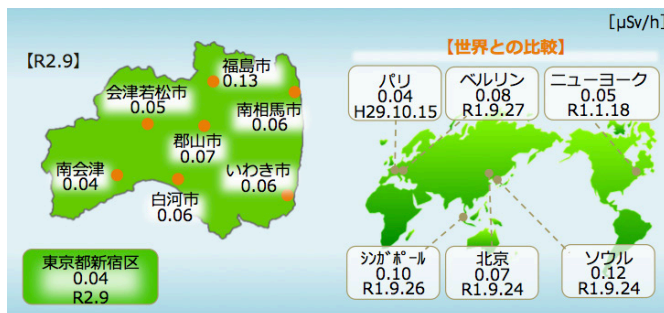 [μSv/h]
【R2.9】
福島市
0.13
会津若松市
0.05
南相馬市
0.06
郡山市
0.07
南会津
0.04
いわき市
0.06
白河市
0.06
東京都新宿区
0.04
R2.9
【世界との比較】
パリ
0.04
H29.10.15
ベルリン
0.08
R1.9.27
ニューヨーク
0.05
R1.1.18
ｼﾝｶﾞﾎﾟｰﾙ
0.10
R1.9.26
北京
0.07
R1.9.24
ソウル
0.12
R1.9.24